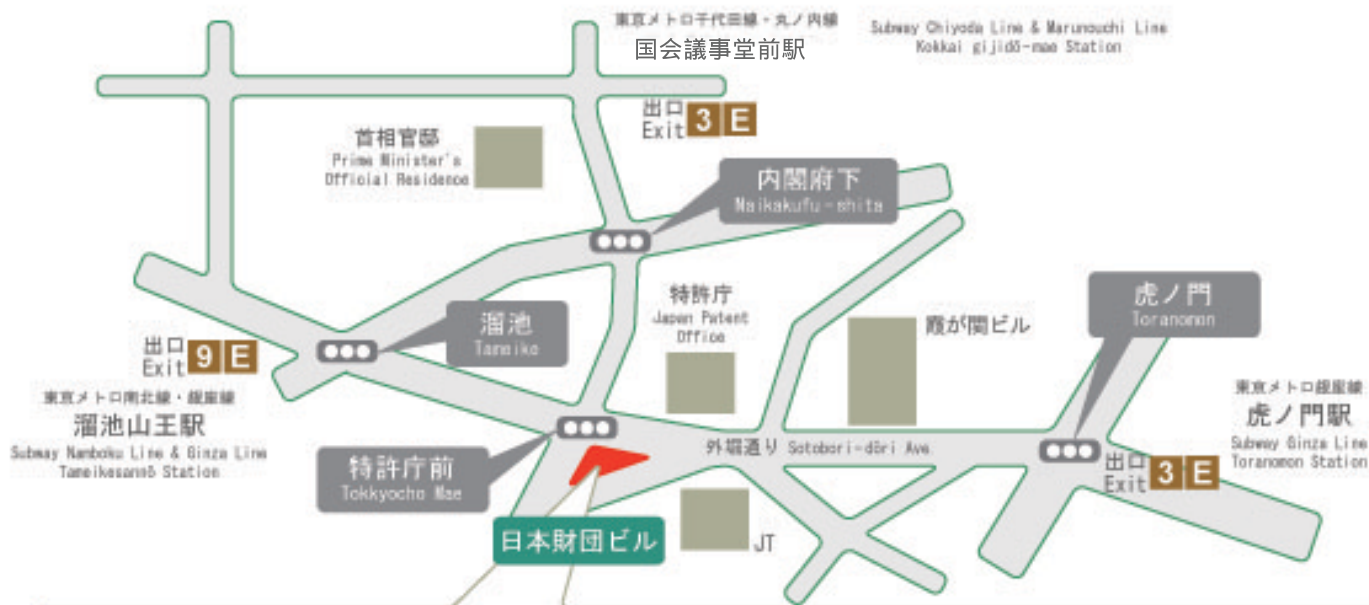 東京メトロ千代田線・丸ノ内線
国会議事堂前駅
Subway Chiyoda Line & Marunouchi Line
Kokkai gijidō-mae Station
出口
Exit 3 E
首相官邸
Prime Minister's
Official Residence
内閣府下
Naikakufu-shita
特許庁
Japan Patent
Office
溜池
Tameike
虎ノ門
Toranomon
霞が関ビル
出口
Exit 9 E
東京メトロ南北線・銀座線
溜池山王駅
Subway Namboku Line & Ginza Line
Tameikesannō Station
東京メトロ銀座線
虎ノ門駅
Subway Ginza Line
Toranomon Station
外堀通り Sotobori-dōri Ave.
特許庁前
Tokkyocho Mae
出口
Exit 3 E
日本財団ビル
JT